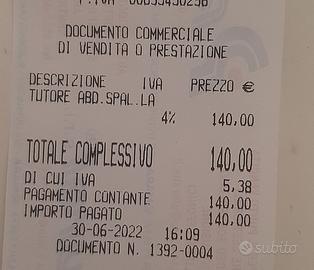 DOCUMENTO COMMERCIALE
DI VENDITA O PRESTAZIONE
DESCRIZIONE IVA PREZZO €
TUTORE ABD.SPAL.LA
4% 140,00
TOTALE COMPLESSIVO 140,00
DI CUI IVA 5,38
PAGAMENTO CONTANTE 140,00
IMPORTO PAGATO 140,00
30-06-2022 16:09
DOCUMENTO N. 1392-0004
subito